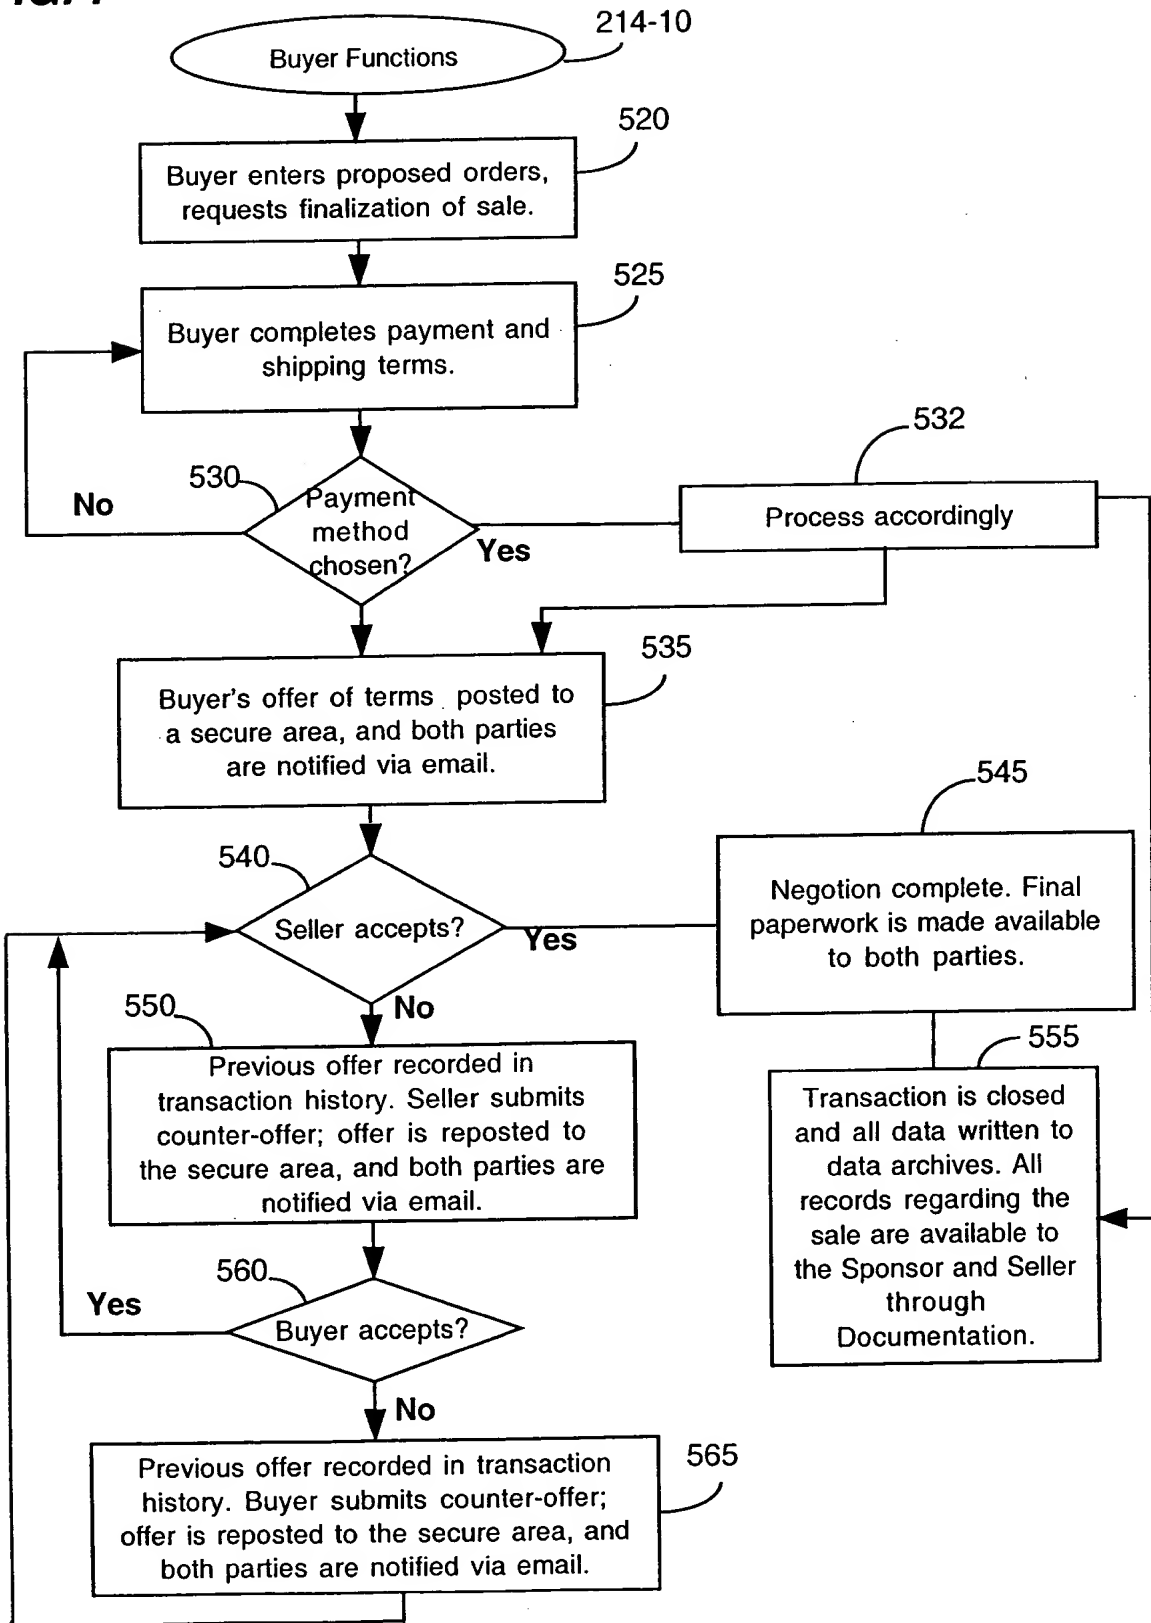 214-10
Buyer Functions
520
Buyer enters proposed orders,
requests finalization of sale.
525
Buyer completes payment and
shipping terms.
532
530
No
Payment
method
chosen?
Yes
Process accordingly
535
Buyer's offer of terms posted to
a secure area, and both parties
are notified via email.
545
540
Seller accepts?
Yes
Negotion complete. Final
paperwork is made available
to both parties.
No
550
Previous offer recorded in
transaction history. Seller submits
counter-offer; offer is reposted to
the secure area, and both parties are
notified via email.
555
Transaction is closed
and all data written to
data archives. All
records regarding the
sale are available to
the Sponsor and Seller
through
Documentation.
560
Yes
Buyer accepts?
No
565
Previous offer recorded in transaction
history. Buyer submits counter-offer;
offer is reposted to the secure area, and
both parties are notified via email.